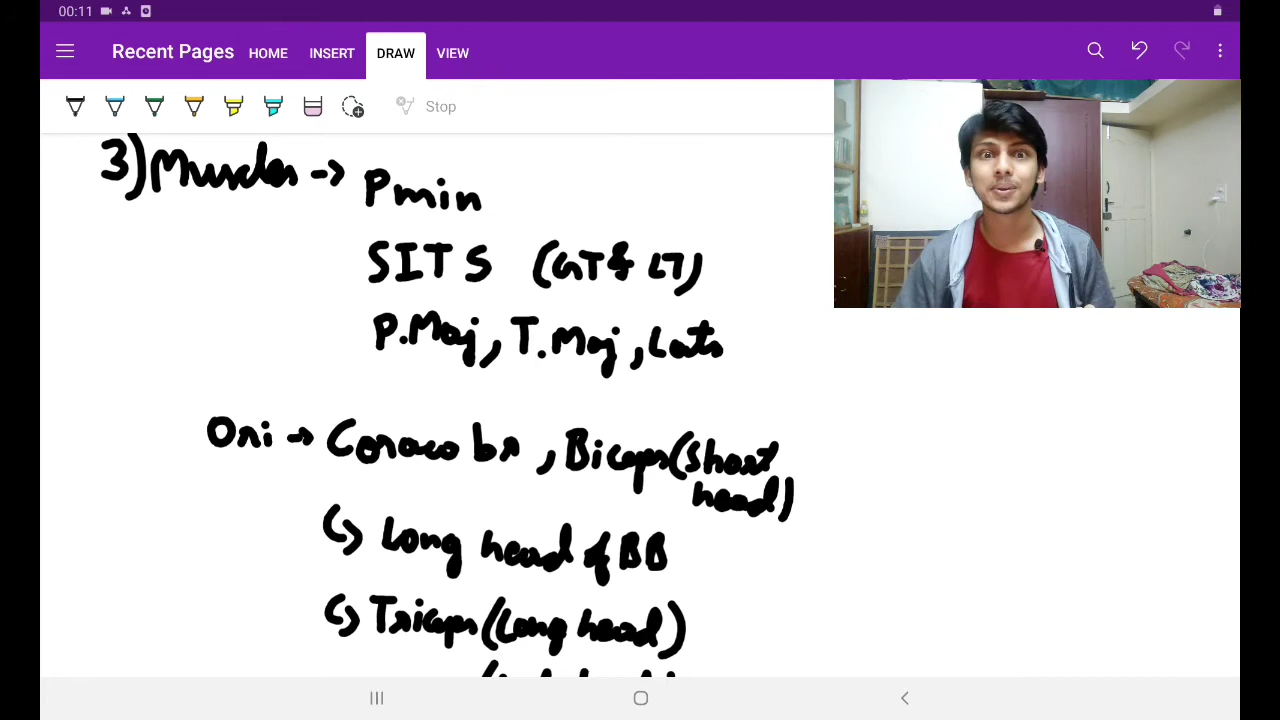 00:11
Recent Pages HOME INSERT DRAW VIEW
Stop
3) Muscles → Pmin
SITS (GT & LT)
P.Maj, T.Maj, Lats
Ori → Coraco br, Biceps (Short
head)
↳ Long head of BB
↳ Triceps (Long head)